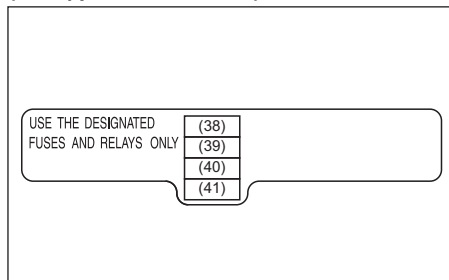 USE THE DESIGNATED
FUSES AND RELAYS ONLY
(38)
(39)
(40)
(41)